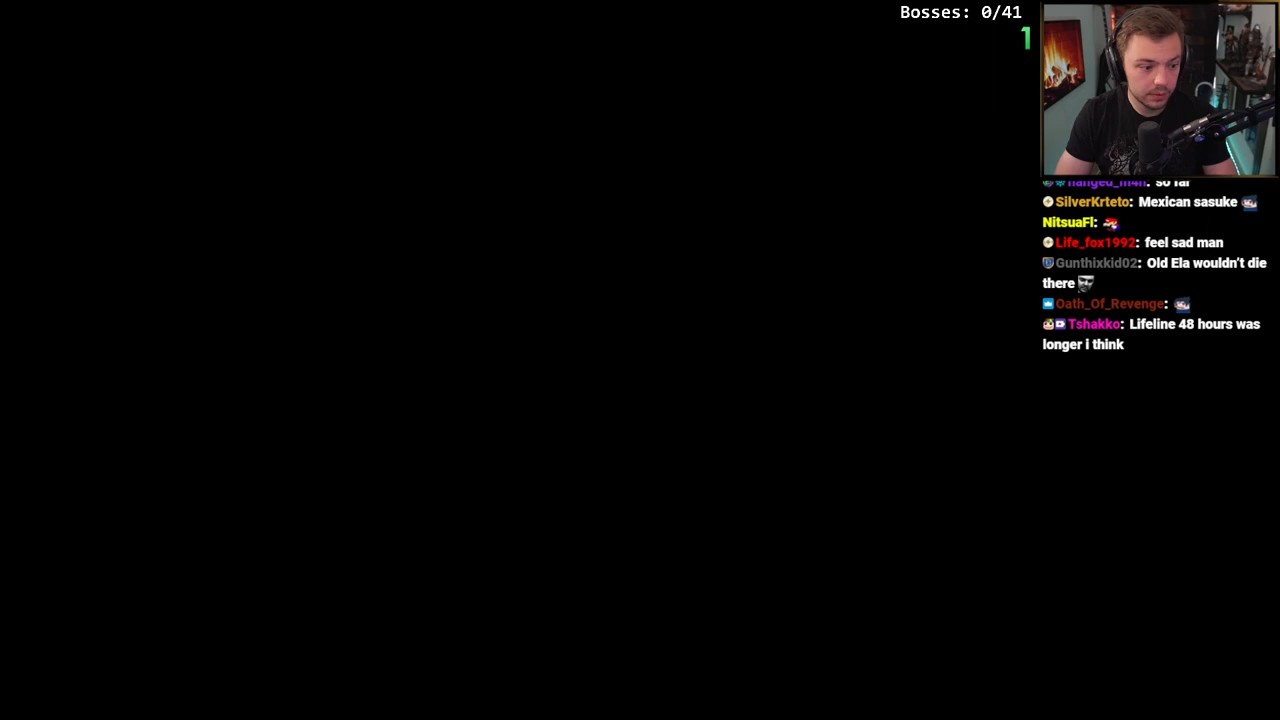 Bosses: 0/41
1
hanged_m4n: so far
SilverKrteto: Mexican sasuke
NitsuaFl:
Life_fox1992: feel sad man
Gunthixkid02: Old Ela wouldn't die
there
Oath_Of_Revenge:
Tshakko: Lifeline 48 hours was
longer i think